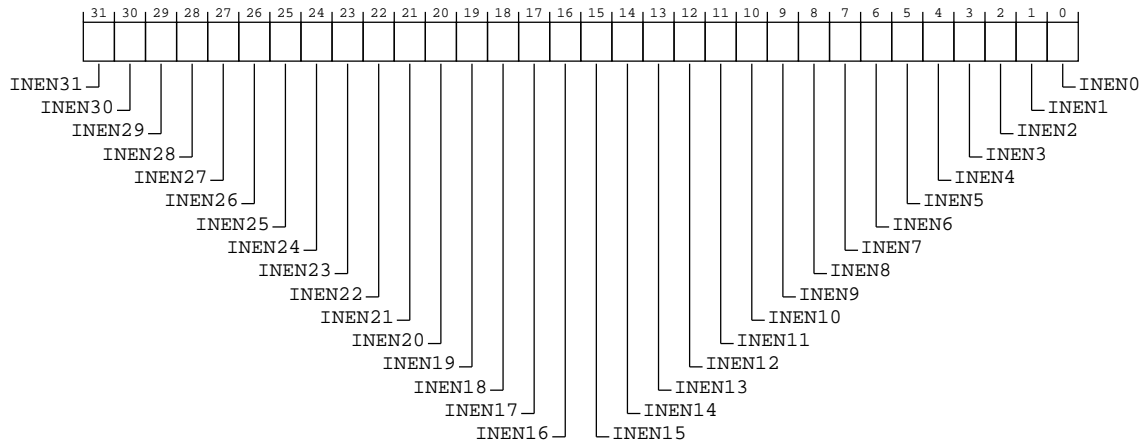 31 30 29 28 27 26 25 24 23 22 21 20 19 18 17 16 15 14 13 12 11 10 9 8 7 6 5 4 3 2 1 0
INEN31 INEN0
INEN30 INEN1
INEN29 INEN2
INEN28 INEN3
INEN27 INEN4
INEN26 INEN5
INEN25 INEN6
INEN24 INEN7
INEN23 INEN8
INEN22 INEN9
INEN21 INEN10
INEN20 INEN11
INEN19 INEN12
INEN18 INEN13
INEN17 INEN14
INEN16 INEN15